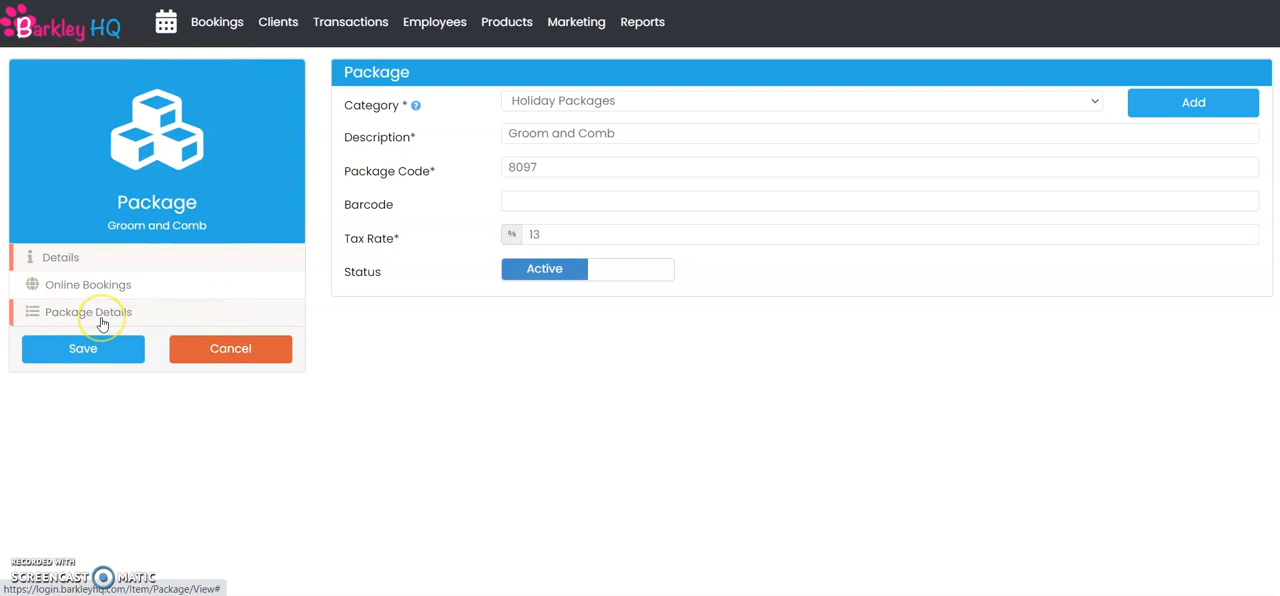 Barkley HQ
Bookings Clients Transactions Employees Products Marketing Reports
Package
Groom and Comb
Details
Online Bookings
Package Details
Save Cancel
Package
Category * ? Holiday Packages Add
Description* Groom and Comb
Package Code* 8097
Barcode
Tax Rate* % 13
Status Active
RECORDED WITH
SCREENCAST MATIC
https://login.barkleyhq.com/Item/Package/View#